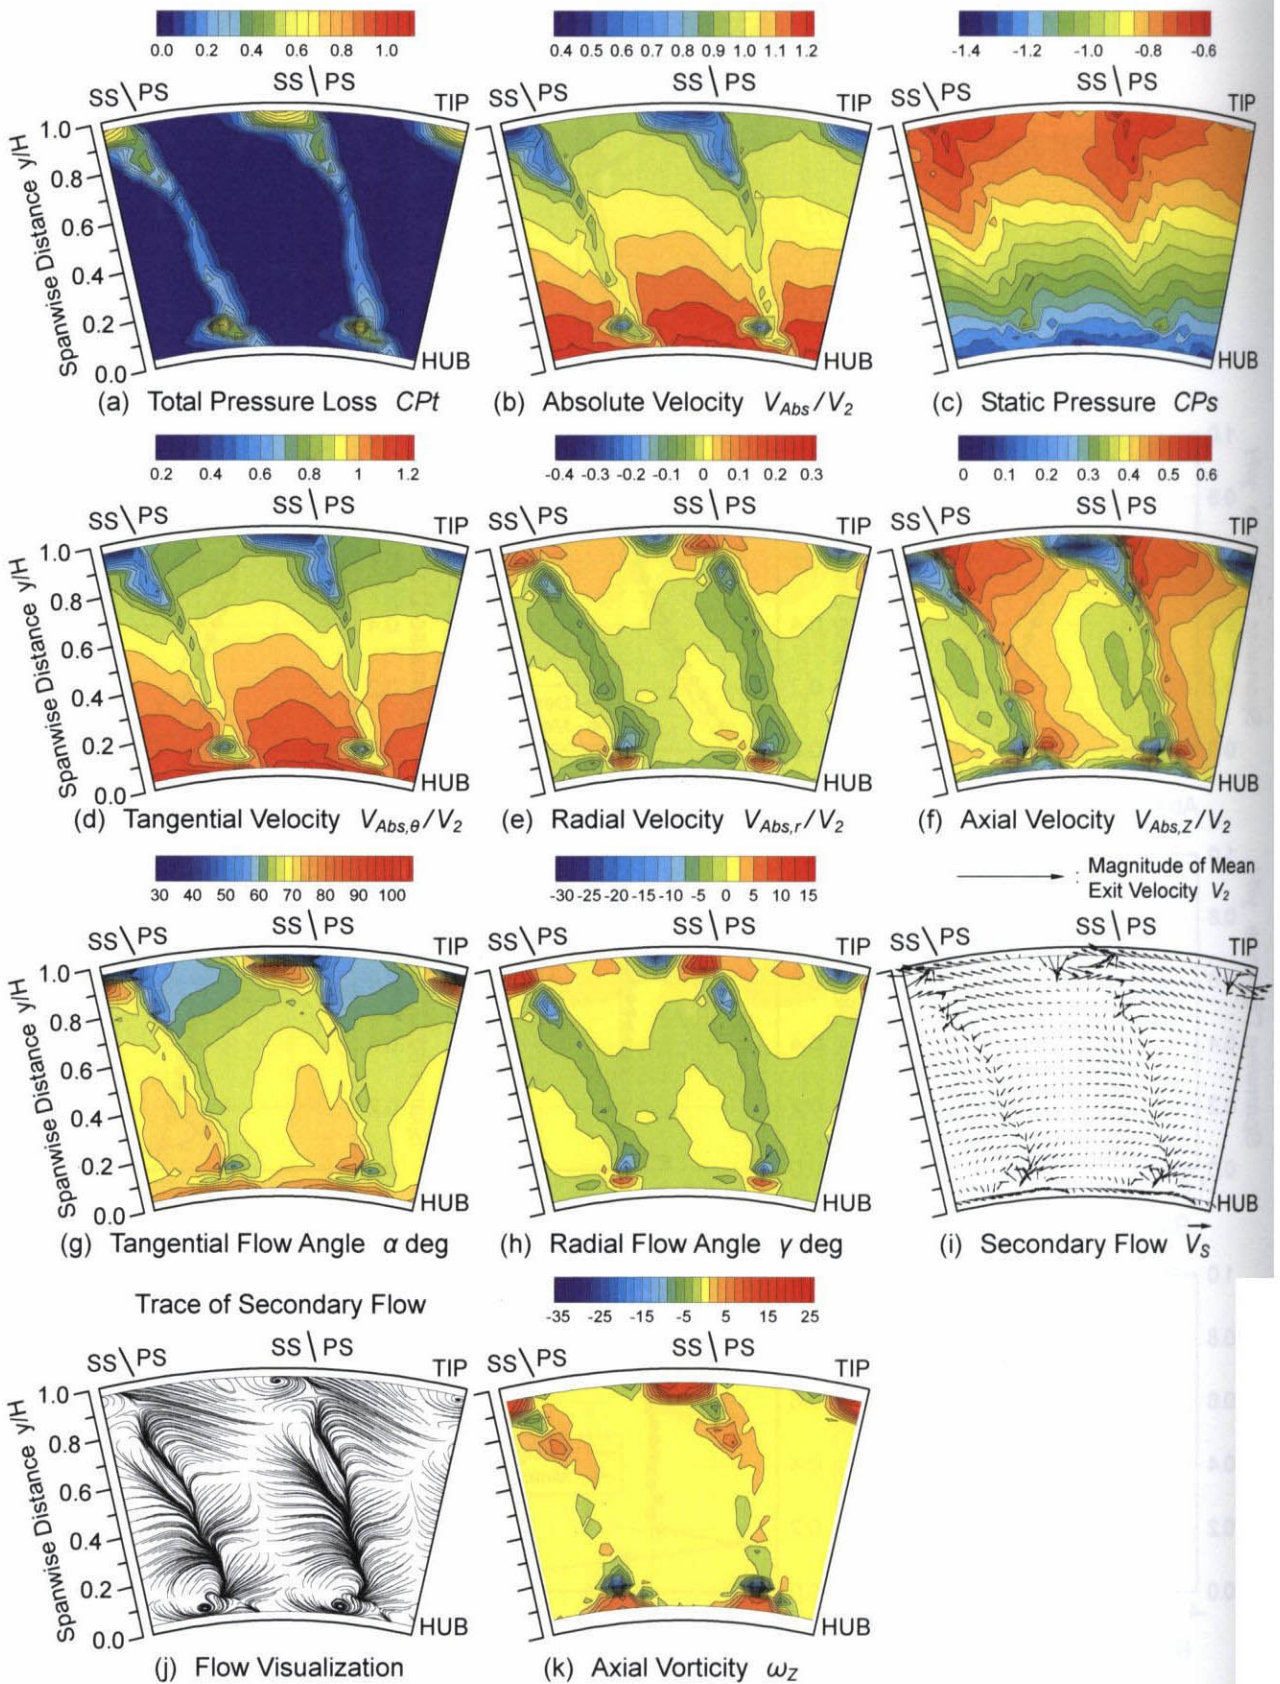 0.0 0.2 0.4 0.6 0.8 1.0
0.4 0.5 0.6 0.7 0.8 0.9 1.0 1.1 1.2
-1.4 -1.2 -1.0 -0.8 -0.6
SS \ PS SS \ PS TIP
SS \ PS SS \ PS TIP
SS \ PS SS \ PS TIP
Spanwise Distance y/H
1.0
0.8
0.6
0.4
0.2
0.0
HUB
HUB
HUB
(a) Total Pressure Loss CPt
(b) Absolute Velocity VAbs/V2
(c) Static Pressure CPs
0.2 0.4 0.6 0.8 1 1.2
-0.4 -0.3 -0.2 -0.1 0 0.1 0.2 0.3
0 0.1 0.2 0.3 0.4 0.5 0.6
SS \ PS SS \ PS TIP
SS \ PS SS \ PS TIP
SS \ PS SS \ PS TIP
Spanwise Distance y/H
1.0
0.8
0.6
0.4
0.2
0.0
HUB
HUB
HUB
(d) Tangential Velocity VAbs,θ/V2
(e) Radial Velocity VAbs,r/V2
(f) Axial Velocity VAbs,Z/V2
30 40 50 60 70 80 90 100
-30 -25 -20 -15 -10 -5 0 5 10 15
: Magnitude of Mean
Exit Velocity V2
SS \ PS SS \ PS TIP
SS \ PS SS \ PS TIP
SS \ PS SS \ PS TIP
Spanwise Distance y/H
1.0
0.8
0.6
0.4
0.2
0.0
HUB
HUB
HUB
(g) Tangential Flow Angle α deg
(h) Radial Flow Angle γ deg
(i) Secondary Flow VS
Trace of Secondary Flow
-35 -25 -15 -5 5 15 25
SS \ PS SS \ PS TIP
SS \ PS SS \ PS TIP
Spanwise Distance y/H
1.0
0.8
0.6
0.4
0.2
0.0
HUB
HUB
(j) Flow Visualization
(k) Axial Vorticity ωZ